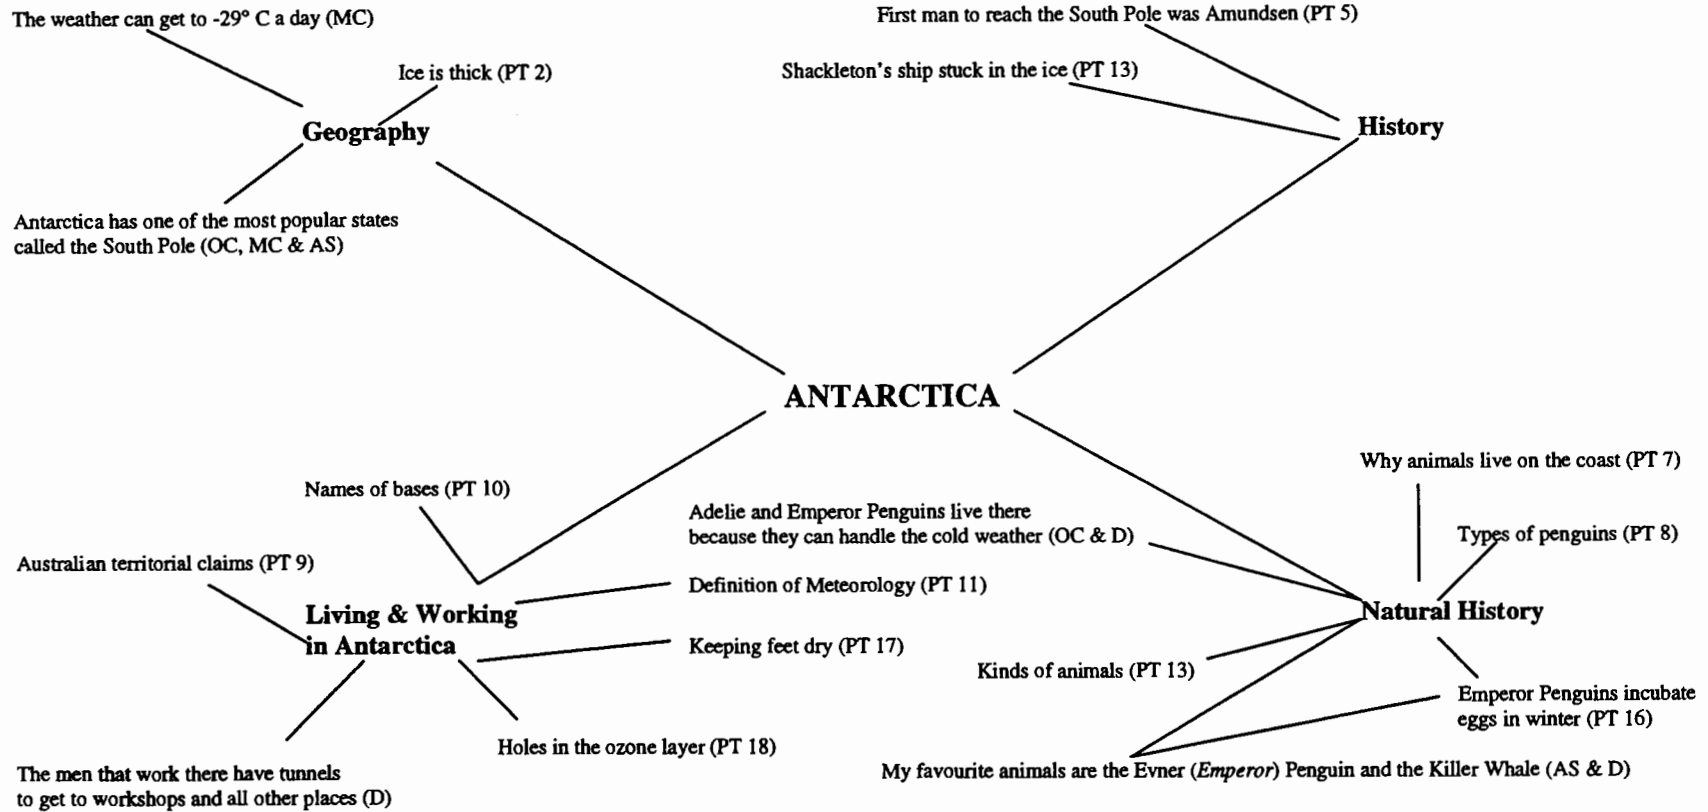 The weather can get to -29° C a day (MC)
Ice is thick (PT 2)
Geography
Antarctica has one of the most popular states
called the South Pole (OC, MC & AS)
First man to reach the South Pole was Amundsen (PT 5)
Shackleton's ship stuck in the ice (PT 13)
History
ANTARCTICA
Names of bases (PT 10)
Australian territorial claims (PT 9)
Living & Working
in Antarctica
The men that work there have tunnels
to get to workshops and all other places (D)
Holes in the ozone layer (PT 18)
Adelie and Emperor Penguins live there
because they can handle the cold weather (OC & D)
Definition of Meteorology (PT 11)
Keeping feet dry (PT 17)
Why animals live on the coast (PT 7)
Types of penguins (PT 8)
Natural History
Kinds of animals (PT 13)
Emperor Penguins incubate
eggs in winter (PT 16)
My favourite animals are the Evner (Emperor) Penguin and the Killer Whale (AS & D)